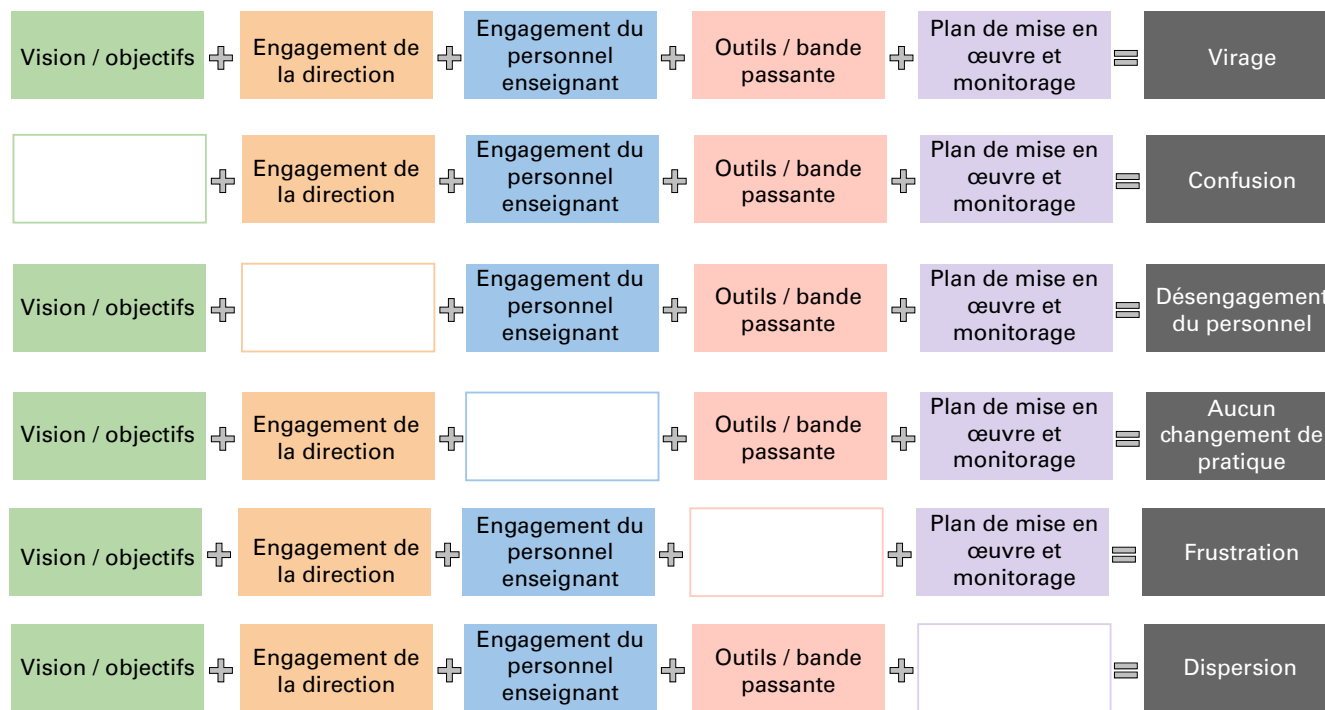 Vision / objectifs
Engagement de
la direction
Engagement du
personnel
enseignant
Outils / bande
passante
Plan de mise en
œuvre et
monitorage
Virage
Engagement de
la direction
Engagement du
personnel
enseignant
Outils / bande
passante
Plan de mise en
œuvre et
monitorage
Confusion
Vision / objectifs
Engagement du
personnel
enseignant
Outils / bande
passante
Plan de mise en
œuvre et
monitorage
Désengagement
du personnel
Vision / objectifs
Engagement de
la direction
Outils / bande
passante
Plan de mise en
œuvre et
monitorage
Aucun
changement de
pratique
Vision / objectifs
Engagement de
la direction
Engagement du
personnel
enseignant
Plan de mise en
œuvre et
monitorage
Frustration
Vision / objectifs
Engagement de
la direction
Engagement du
personnel
enseignant
Outils / bande
passante
Dispersion